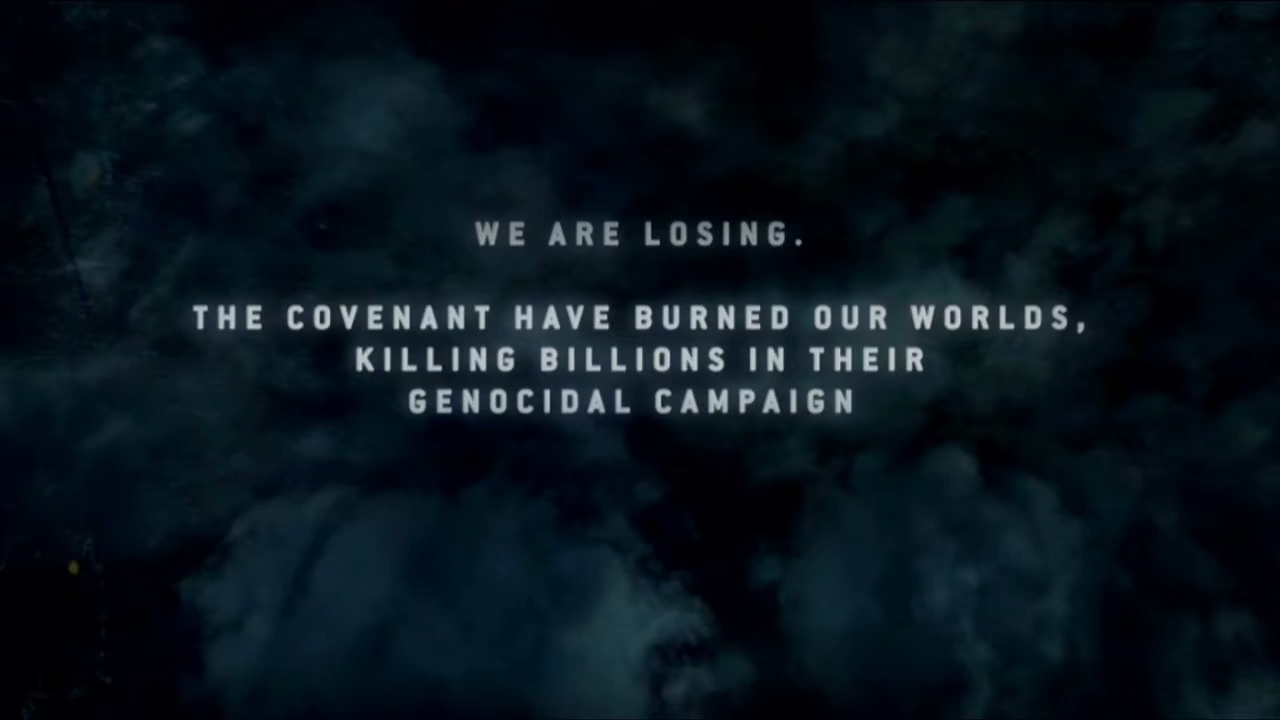 WE ARE LOSING.
THE COVENANT HAVE BURNED OUR WORLDS,
KILLING BILLIONS IN THEIR
GENOCIDAL CAMPAIGN